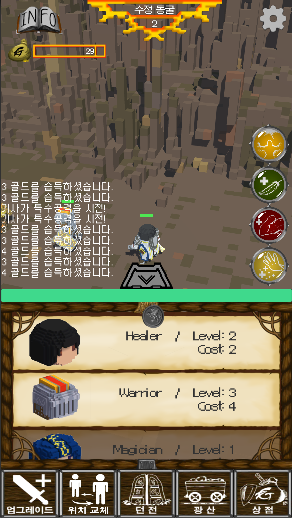 INFO
수정 동굴
2
29
3 골드를 습득하셨습니다.
3 골드를 습득하셨습니다.
기사가 특수공격을 시전!
기사가 특수공격을 시전!
3 골드를 습득하셨습니다.
3 골드를 습득하셨습니다.
4 골드를 습득하셨습니다.
3 골드를 습득하셨습니다.
4 골드를 습득하셨습니다.
Healer / Level: 2
Cost: 2
Warrior / Level: 3
Cost: 4
Magician / Level: 1
업그레이드
위치 교체
던전
광산
상점